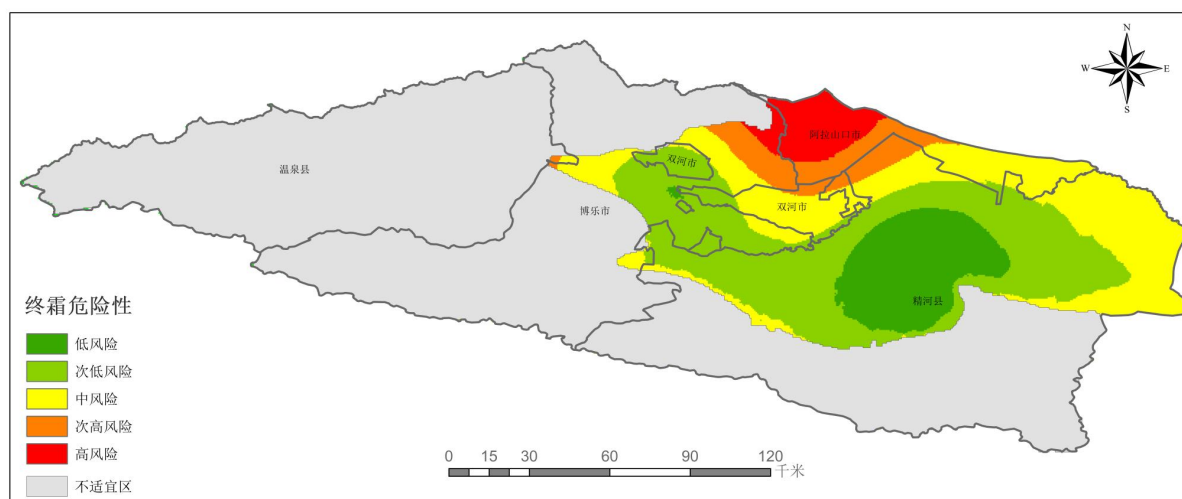 N
W
E
S
阿拉山口市
双河市
温泉县
双河市
博乐市
精河县
终霜危险性
低风险
次低风险
中风险
次高风险
高风险
不适宜区
0 15 30 60 90 120
千米